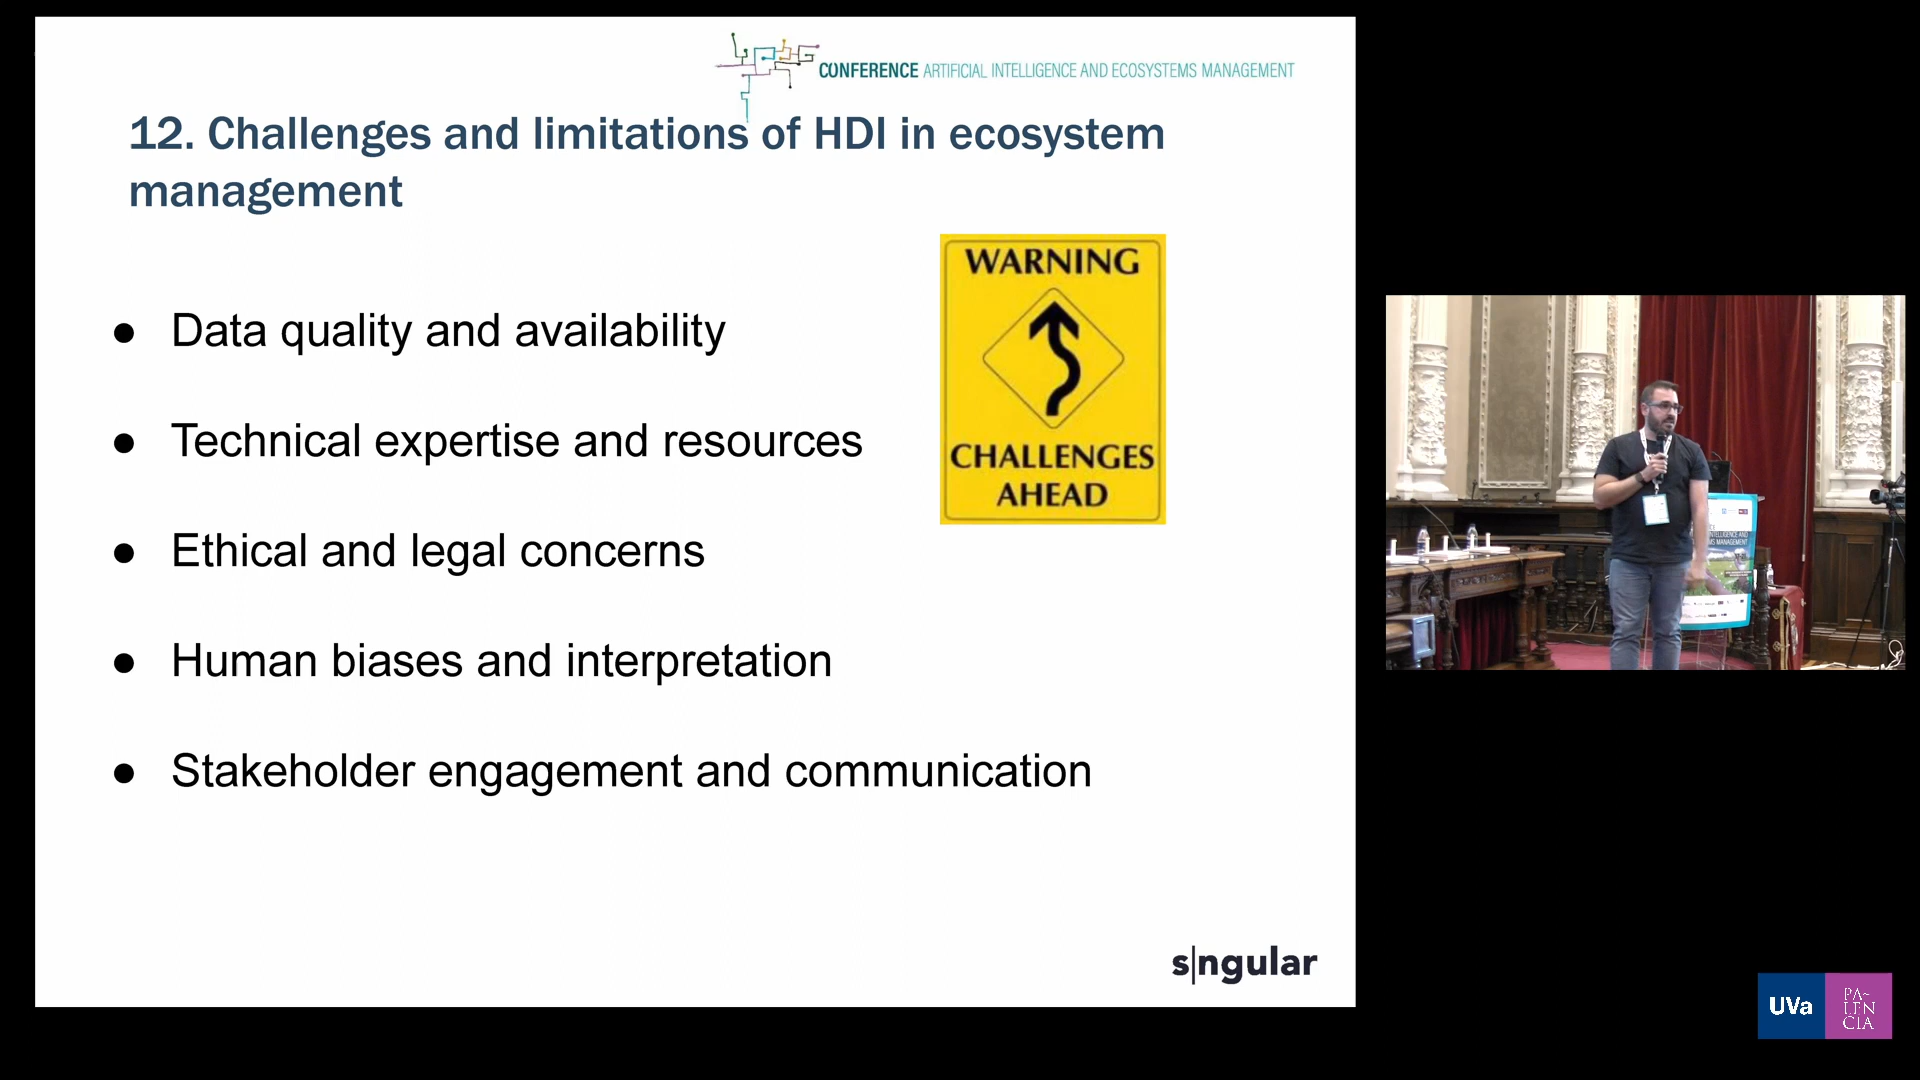 CONFERENCE ARTIFICIAL INTELLIGENCE AND ECOSYSTEMS MANAGEMENT
12. Challenges and limitations of HDI in ecosystem
management
WARNING
CHALLENGES
AHEAD
● Data quality and availability
● Technical expertise and resources
● Ethical and legal concerns
● Human biases and interpretation
● Stakeholder engagement and communication
s|ngular
UVa
PA-
LEN
CIA